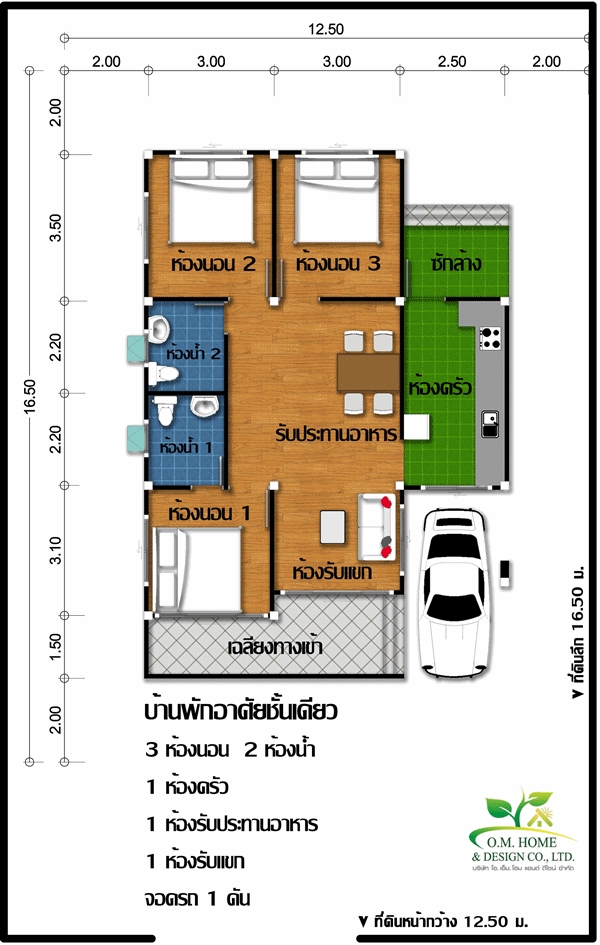 12.50
2.00 3.00 3.00 2.50 2.00
2.00
3.50
2.20
2.20
3.10
1.50
2.00
16.50
ห้องนอน 2
ห้องนอน 3
ซักล้าง
ห้องน้ำ 2
ห้องครัว
รับประทานอาหาร
ห้องน้ำ 1
ห้องนอน 1
ห้องรับแขก
เฉลียงทางเข้า
ที่ดินลึก 16.50 ม.
บ้านพักอาศัยชั้นเดียว
3 ห้องนอน 2 ห้องน้ำ
1 ห้องครัว
1 ห้องรับประทานอาหาร
1 ห้องรับแขก
จอดรถ 1 คัน
O.M. HOME
& DESIGN CO., LTD.
บริษัท โอ.เอ็ม.โฮม แอนด์ ดีไซน์ จำกัด
ที่ดินหน้ากว้าง 12.50 ม.